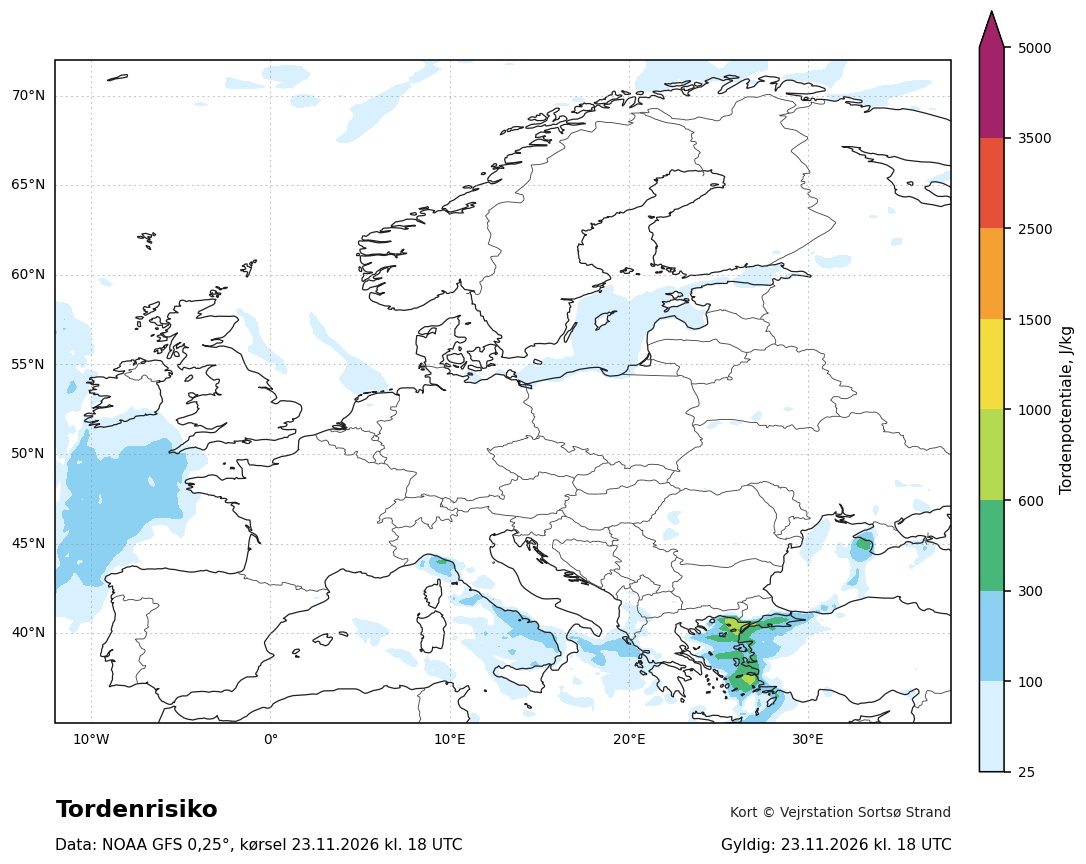 70°N
65°N
60°N
55°N
50°N
45°N
40°N
10°W
0°
10°E
20°E
30°E
5000
3500
2500
1500
1000
600
300
100
25
Tordenpotentiale, J/kg
Tordenrisiko
Kort © Vejrstation Sortsø Strand
Data: NOAA GFS 0,25°, kørsel 23.11.2026 kl. 18 UTC
Gyldig: 23.11.2026 kl. 18 UTC